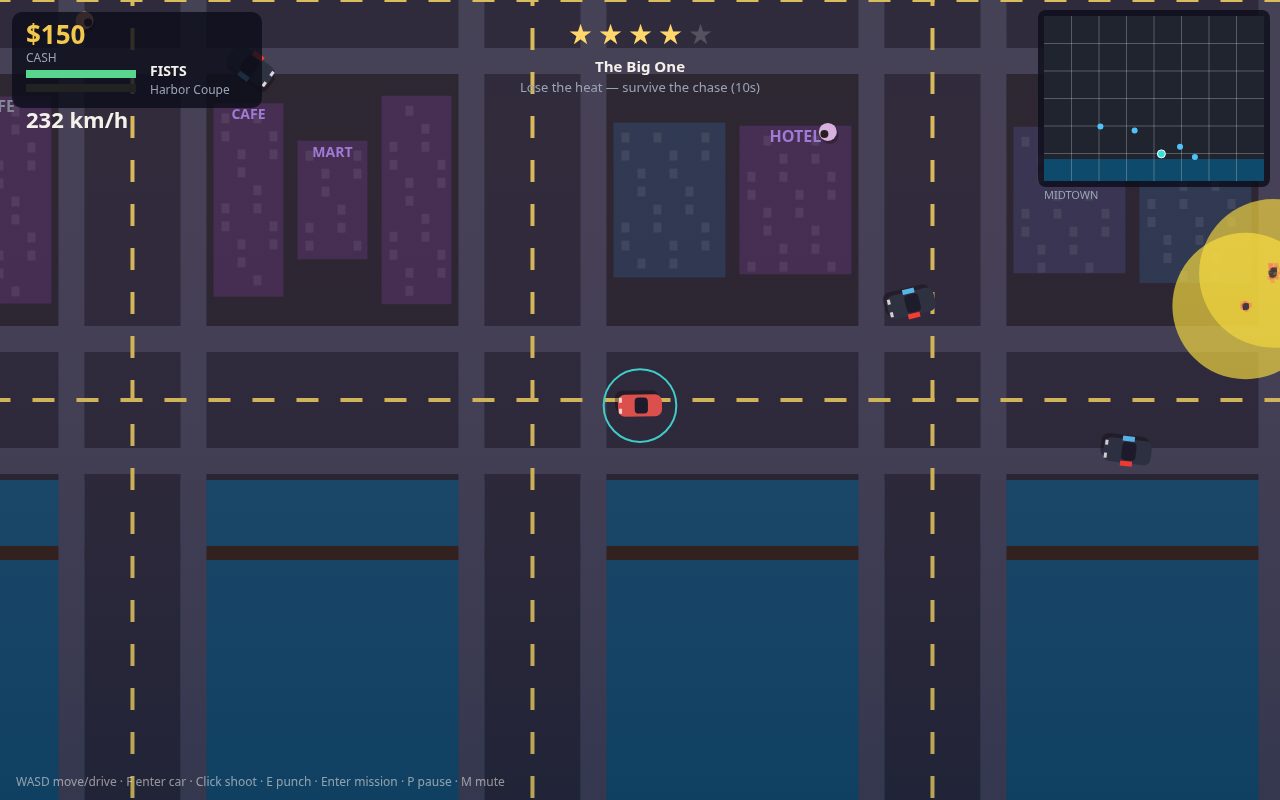 $150
CASH
FISTS
Harbor Coupe
232 km/h
The Big One
Lose the heat — survive the chase (10s)
MIDTOWN
FE
CAFE
MART
HOTEL
WASD move/drive · F enter car · Click shoot · E punch · Enter mission · P pause · M mute